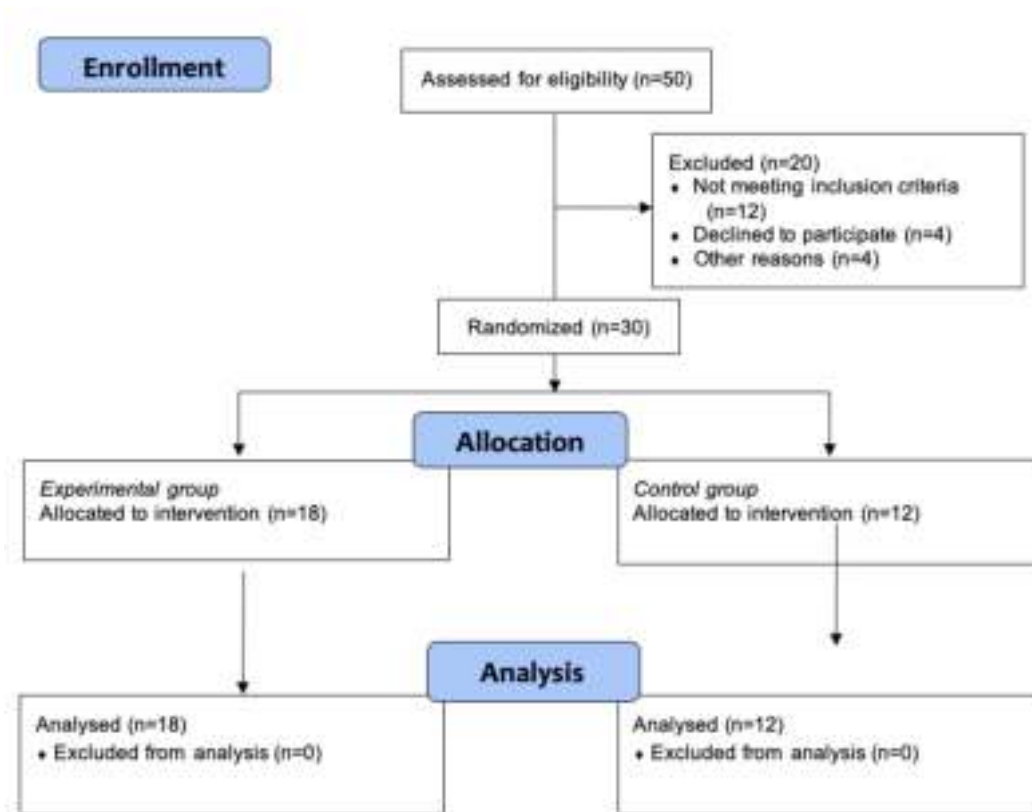 Enrollment
Assessed for eligibility (n=50)
Excluded (n=20)
• Not meeting inclusion criteria
(n=12)
• Declined to participate (n=4)
• Other reasons (n=4)
Randomized (n=30)
Allocation
Experimental group
Allocated to intervention (n=18)
Control group
Allocated to intervention (n=12)
Analysis
Analysed (n=18)
• Excluded from analysis (n=0)
Analysed (n=12)
• Excluded from analysis (n=0)